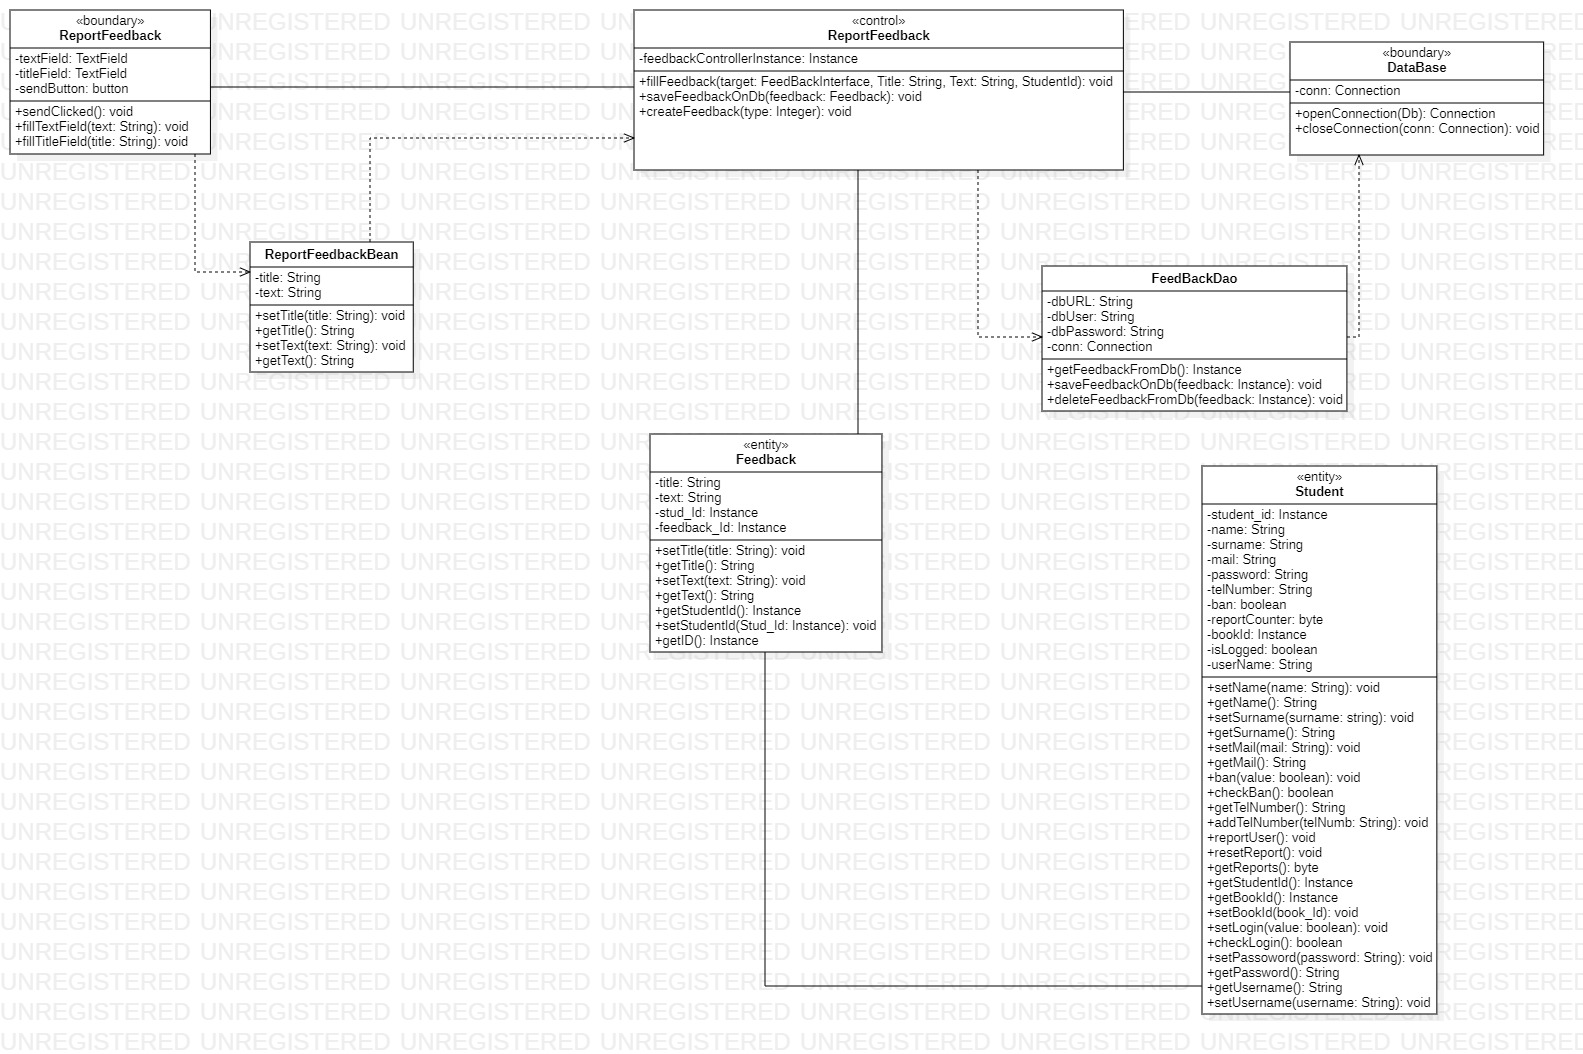 «boundary»
ReportFeedback
-textField: TextField
-titleField: TextField
-sendButton: button
+sendClicked(): void
+fillTextField(text: String): void
+fillTitleField(title: String): void
«control»
ReportFeedback
-feedbackControllerInstance: Instance
+fillFeedback(target: FeedBackInterface, Title: String, Text: String, StudentId): void
+saveFeedbackOnDb(feedback: Feedback): void
+createFeedback(type: Integer): void
«boundary»
DataBase
-conn: Connection
+openConnection(Db): Connection
+closeConnection(conn: Connection): void
ReportFeedbackBean
-title: String
-text: String
+setTitle(title: String): void
+getTitle(): String
+setText(text: String): void
+getText(): String
FeedBackDao
-dbURL: String
-dbUser: String
-dbPassword: String
-conn: Connection
+getFeedbackFromDb(): Instance
+saveFeedbackOnDb(feedback: Instance): void
+deleteFeedbackFromDb(feedback: Instance): void
«entity»
Feedback
-title: String
-text: String
-stud_Id: Instance
-feedback_Id: Instance
+setTitle(title: String): void
+getTitle(): String
+setText(text: String): void
+getText(): String
+getStudentId(): Instance
+setStudentId(Stud_Id: Instance): void
+getID(): Instance
«entity»
Student
-student_id: Instance
-name: String
-surname: String
-mail: String
-password: String
-telNumber: String
-ban: boolean
-reportCounter: byte
-bookId: Instance
-isLogged: boolean
-userName: String
+setName(name: String): void
+getName(): String
+setSurname(surname: string): void
+getSurname(): String
+setMail(mail: String): void
+getMail(): String
+ban(value: boolean): void
+checkBan(): boolean
+getTelNumber(): String
+addTelNumber(telNumb: String): void
+reportUser(): void
+resetReport(): void
+getReports(): byte
+getStudentId(): Instance
+getBookId(): Instance
+setBookId(book_Id): void
+setLogin(value: boolean): void
+checkLogin(): boolean
+setPassoword(password: String): void
+getPassword(): String
+getUsername(): String
+setUsername(username: String): void
UNREGISTERED